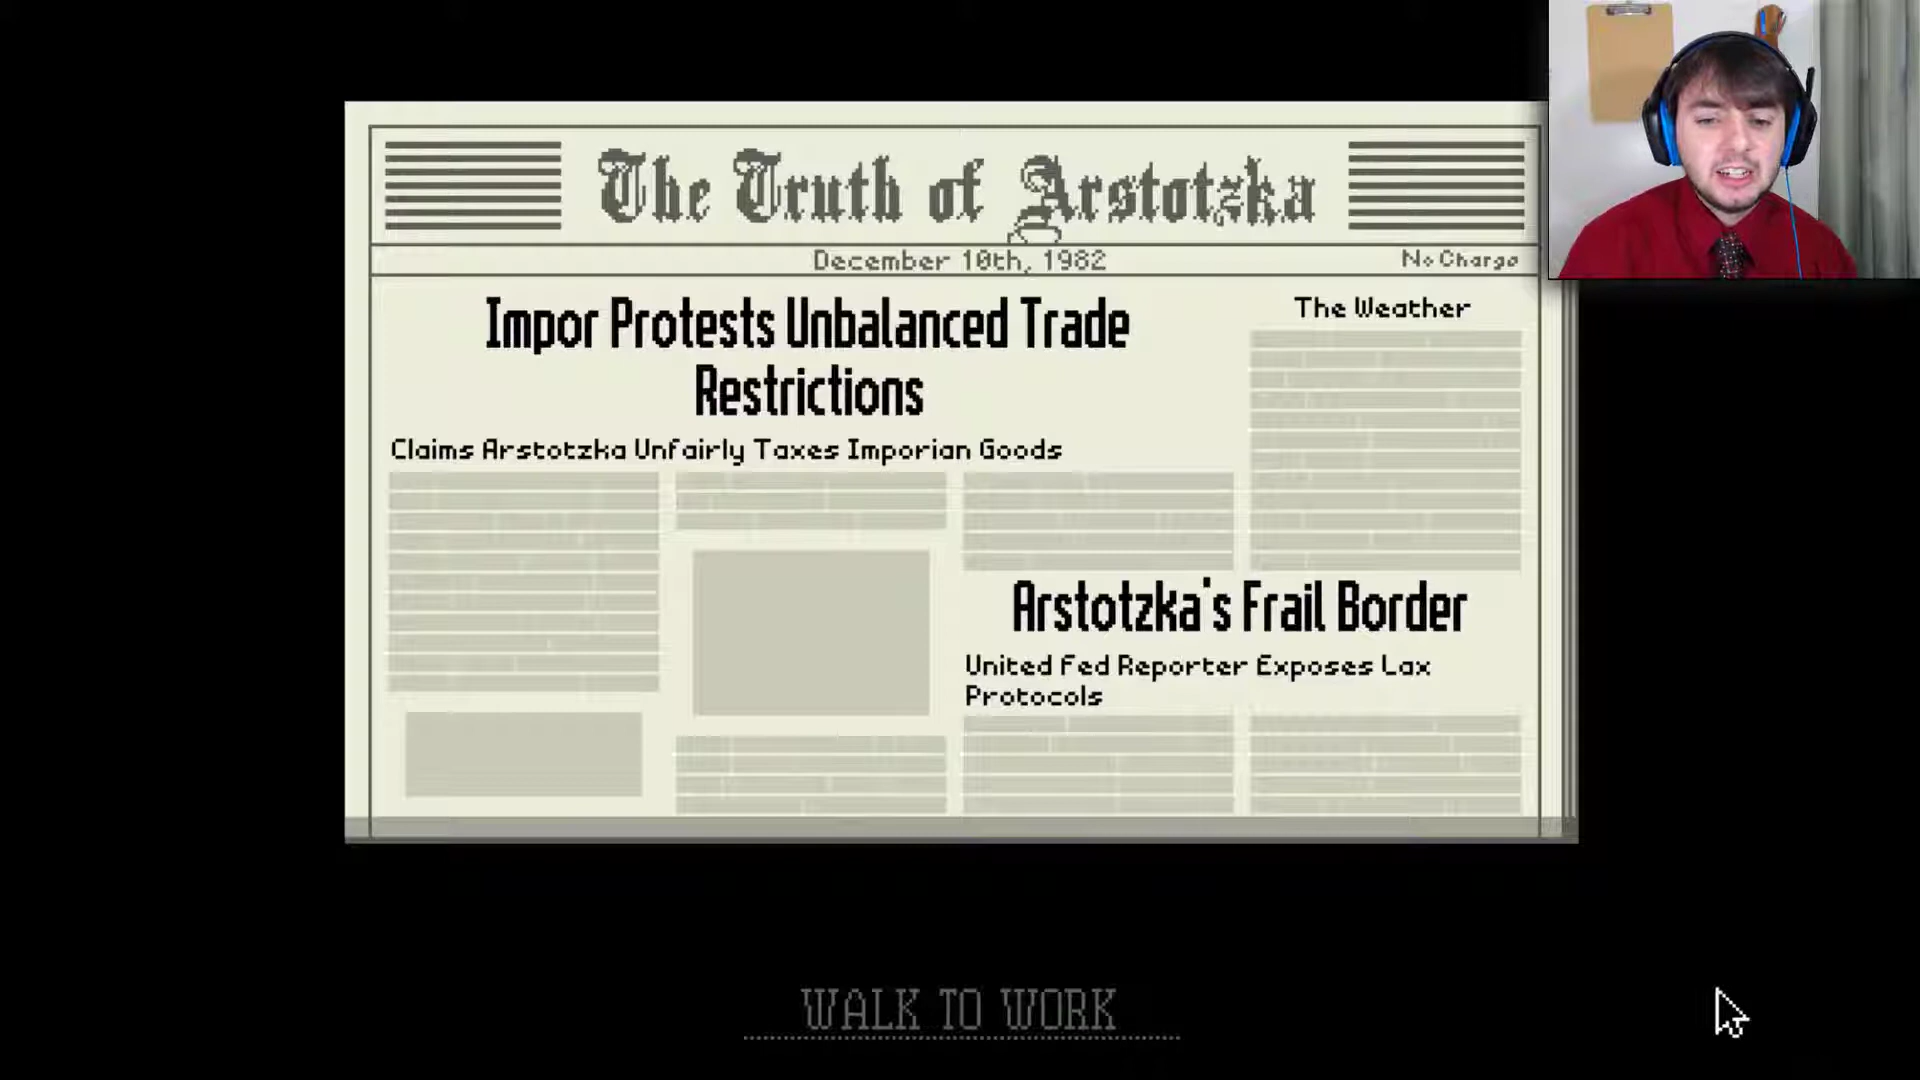 The Truth of Arstotzka
December 10th, 1982
No Charge
Impor Protests Unbalanced Trade
Restrictions
Claims Arstotzka Unfairly Taxes Imporian Goods
The Weather
Arstotzka's Frail Border
United Fed Reporter Exposes Lax
Protocols
WALK TO WORK